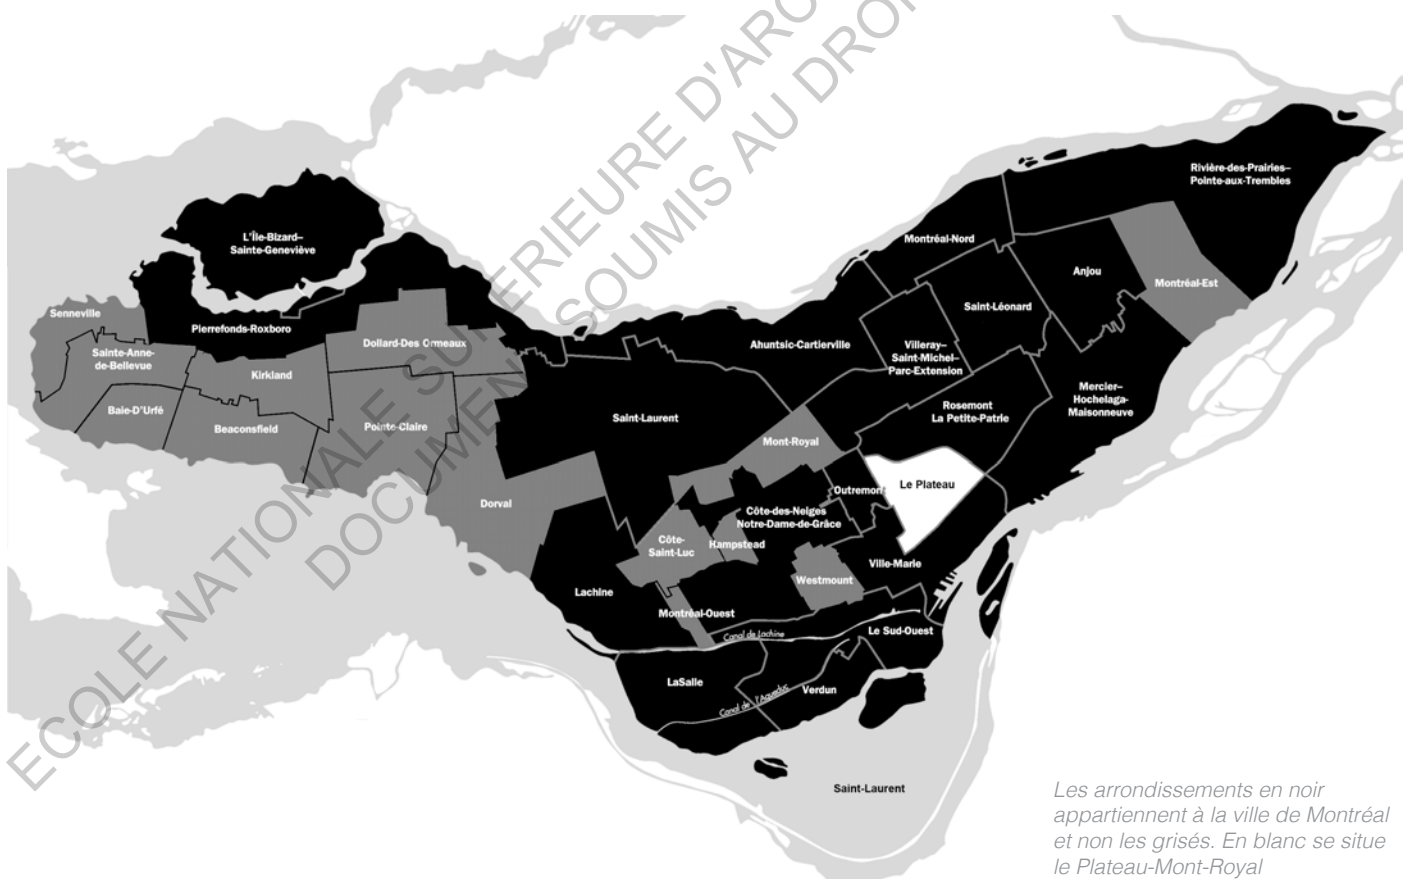 ECOLE NATIONALE SUPERIEURE D'ARC
DOCUMENT SOUMIS AU DRO
Rivière-des-Prairies–
Pointe-aux-Trembles
L'Île-Bizard–
Sainte-Geneviève
Montréal-Nord
Anjou
Montréal-Est
Senneville
Saint-Léonard
Pierrefonds-Roxboro
Sainte-Anne-
de-Bellevue
Dollard-Des Ormeaux
Ahuntsic-Cartierville
Villeray–
Saint-Michel–
Parc-Extension
Kirkland
Mercier–
Hochelaga-
Maisonneuve
Baie-D'Urfé
Beaconsfield
Pointe-Claire
Saint-Laurent
Rosemont
La Petite-Patrie
Mont-Royal
Dorval
Outremont
Le Plateau
Côte-des-Neiges
Notre-Dame-de-Grâce
Côte-
Saint-Luc
Hampstead
Ville-Marie
Lachine
Westmount
Montréal-Ouest
Canal de Lachine
Le Sud-Ouest
LaSalle
Canal de l'Aqueduc
Verdun
Saint-Laurent
Les arrondissements en noir
appartiennent à la ville de Montréal
et non les grisés. En blanc se situe
le Plateau-Mont-Royal